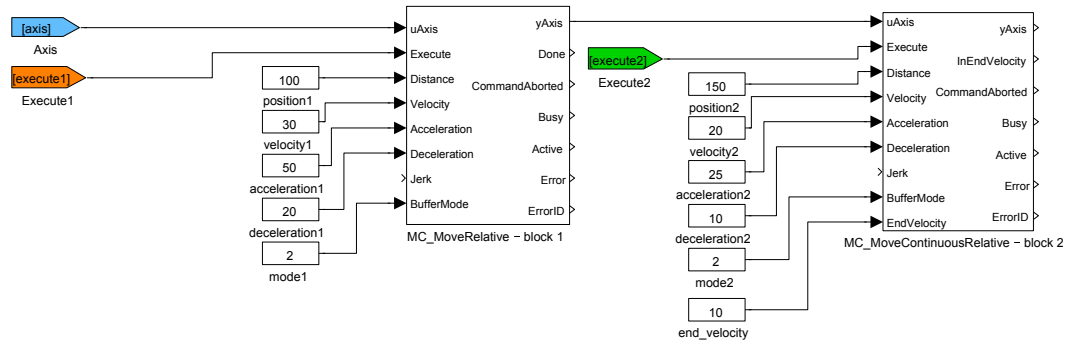 [axis]
Axis
[execute1]
Execute1
100
position1
30
velocity1
50
acceleration1
20
deceleration1
2
mode1
uAxis
Execute
Distance
Velocity
Acceleration
Deceleration
Jerk
BufferMode
yAxis
Done
CommandAborted
Busy
Active
Error
ErrorID
MC_MoveRelative − block 1
[execute2]
Execute2
150
position2
20
velocity2
25
acceleration2
10
deceleration2
2
mode2
10
end_velocity
uAxis
Execute
Distance
Velocity
Acceleration
Deceleration
Jerk
BufferMode
EndVelocity
yAxis
InEndVelocity
CommandAborted
Busy
Active
Error
ErrorID
MC_MoveContinuousRelative − block 2